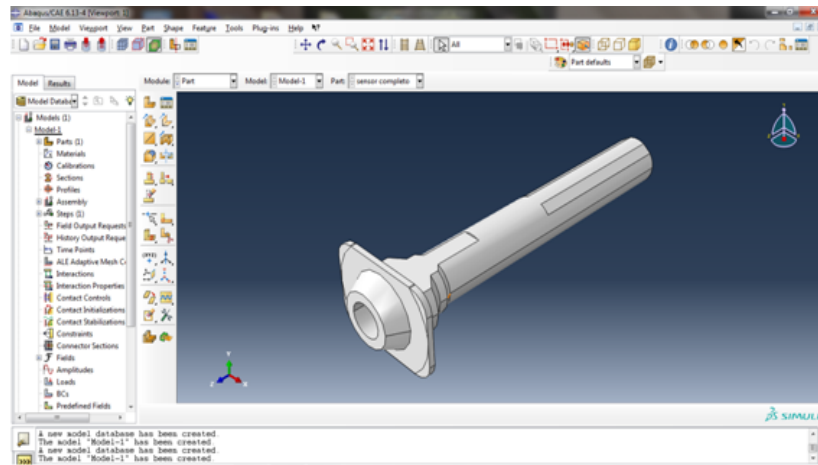 Abaqus/CAE 6.13-4 [Viewport: 1]
File Model Viewport View Part Shape Feature Tools Plug-ins Help
All
Part defaults
Model Results
Module: Part Model: Model-1 Part: sensor completo
Model Databa
Models (1)
Model-1
Parts (1)
Materials
Calibrations
Sections
Profiles
Assembly
Steps (1)
Field Output Requests
History Output Reque
Time Points
ALE Adaptive Mesh C
Interactions
Interaction Properties
Contact Controls
Contact Initializations
Contact Stabilizations
Constraints
Connector Sections
Fields
Amplitudes
Loads
BCs
Predefined Fields
Y
Z
X
SIMULI
A new model database has been created.
The model "Model-1" has been created.
A new model database has been created.
The model "Model-1" has been created.